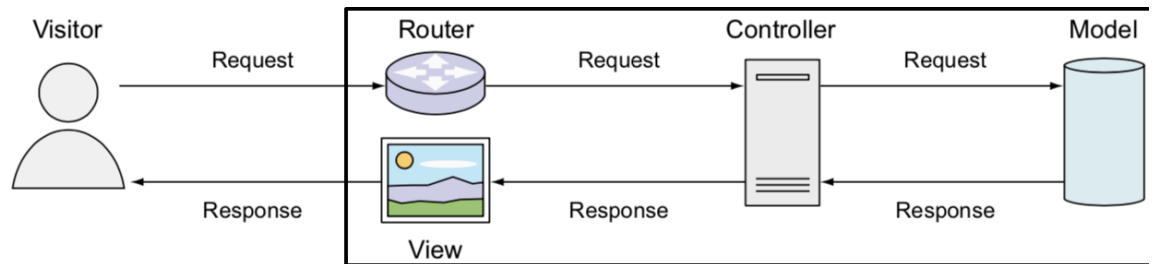 Visitor
Router
Controller
Model
Request
Request
Request
Response
Response
Response
View